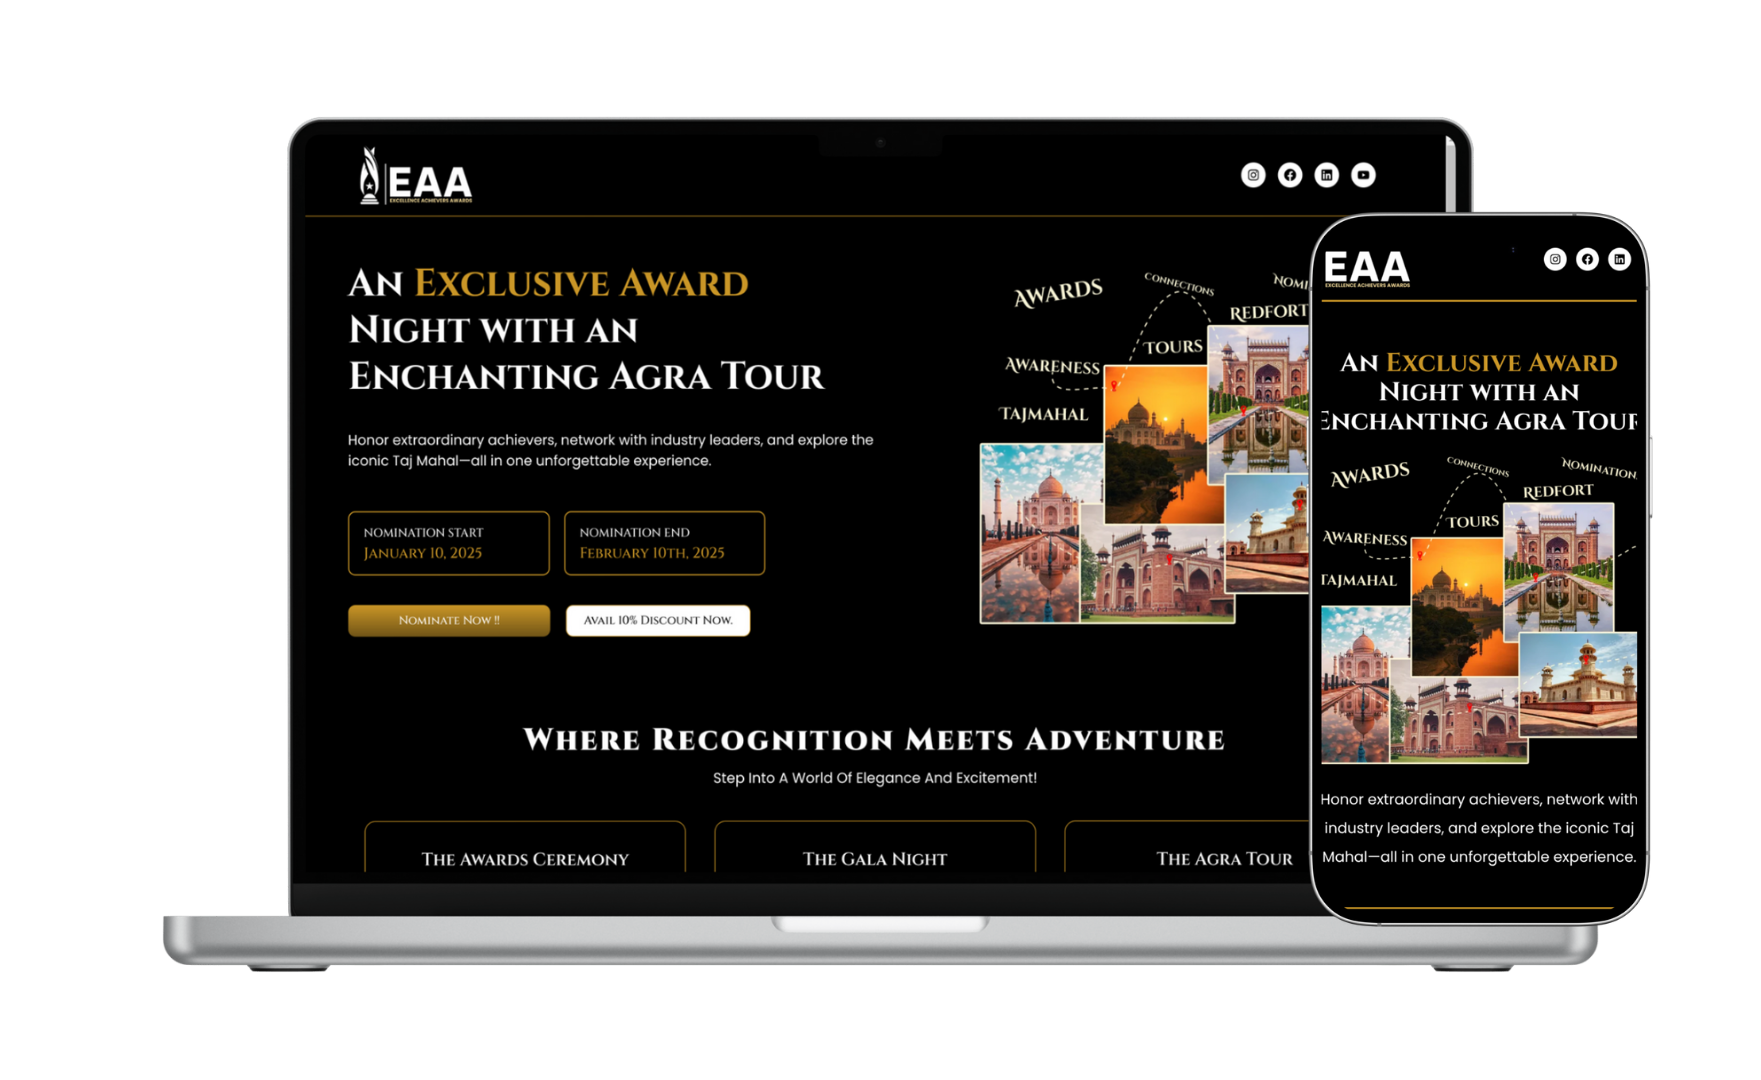 EAA
EXCELLENCE ACHIEVERS AWARDS
An Exclusive Award
Night with an
Enchanting Agra Tour
Honor extraordinary achievers, network with industry leaders, and explore the
iconic Taj Mahal—all in one unforgettable experience.
Nomination Start
January 10, 2025
Nomination End
February 10th, 2025
Nominate Now !!
Avail 10% Discount Now.
Awards
Connections
Nomi
Redfort
Tours
Awareness
Tajmahal
Where Recognition Meets Adventure
Step Into A World Of Elegance And Excitement!
The Awards Ceremony
The Gala Night
The Agra Tour
EAA
EXCELLENCE ACHIEVERS AWARDS
An Exclusive Award
Night with an
Enchanting Agra Tour
Awards
Connections
Nomination
Redfort
Tours
Awareness
Tajmahal
Honor extraordinary achievers, network with
industry leaders, and explore the iconic Taj
Mahal—all in one unforgettable experience.